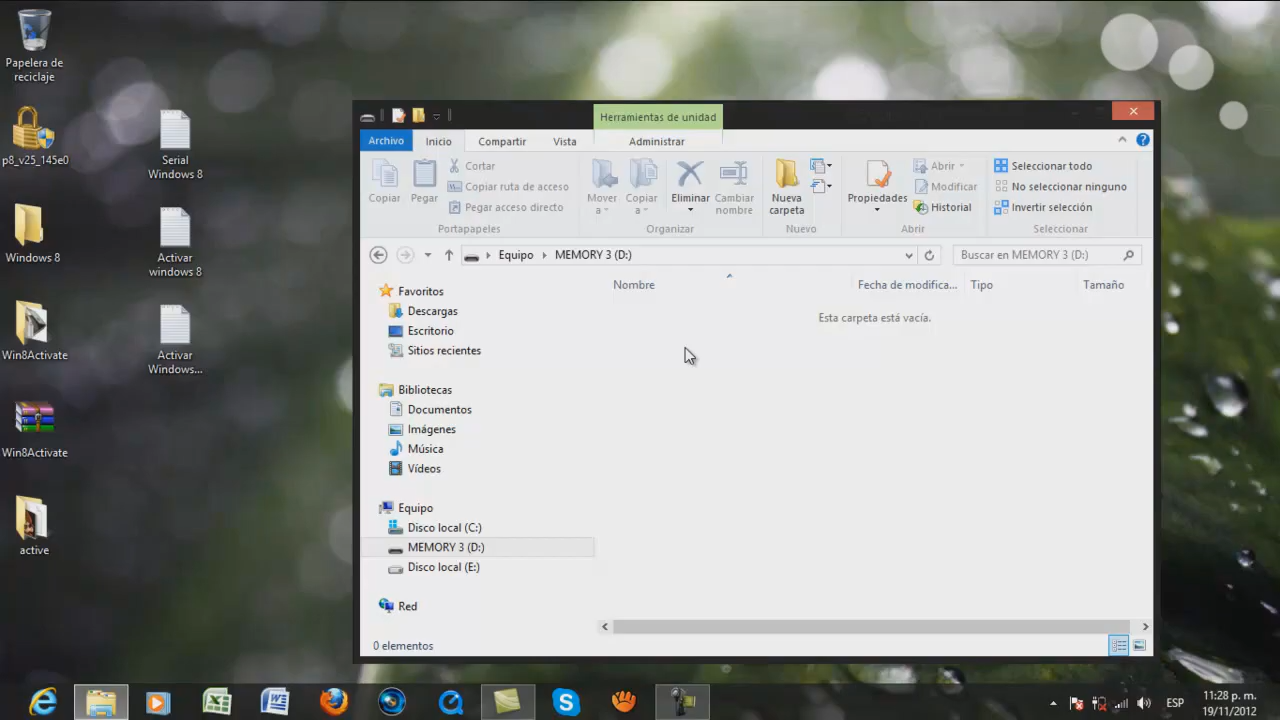 Papelera de
reciclaje
p8_v25_145e0
Windows 8
Win8Activate
Win8Activate
active
Serial
Windows 8
Activar
windows 8
Activar
Windows...
Herramientas de unidad
Archivo
Inicio
Compartir
Vista
Administrar
Copiar
Pegar
Cortar
Copiar ruta de acceso
Pegar acceso directo
Portapapeles
Mover
a
Copiar
a
Eliminar
Cambiar
nombre
Organizar
Nueva
carpeta
Nuevo
Propiedades
Abrir
Modificar
Historial
Abrir
Seleccionar todo
No seleccionar ninguno
Invertir selección
Seleccionar
Equipo
MEMORY 3 (D:)
Buscar en MEMORY 3 (D:)
Nombre
Fecha de modifica...
Tipo
Tamaño
Esta carpeta está vacía.
Favoritos
Descargas
Escritorio
Sitios recientes
Bibliotecas
Documentos
Imágenes
Música
Vídeos
Equipo
Disco local (C:)
MEMORY 3 (D:)
Disco local (E:)
Red
0 elementos
ESP
11:28 p. m.
19/11/2012